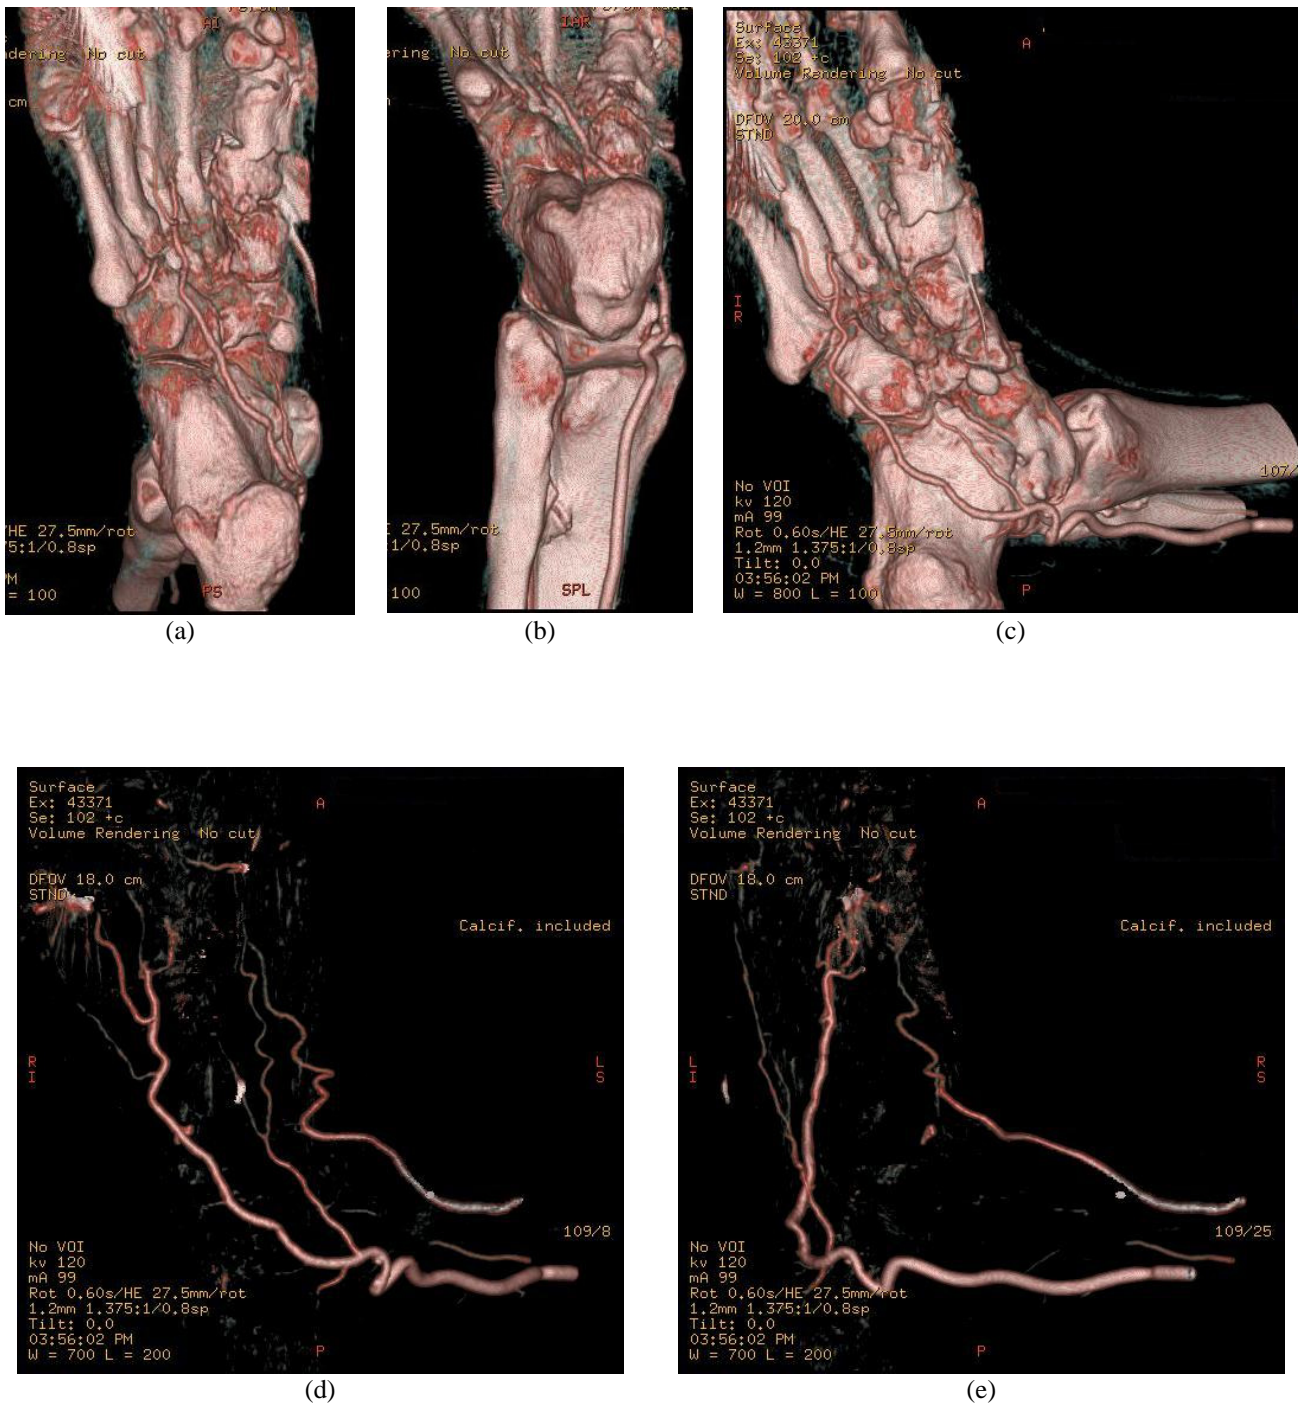 AI
dering No cut
cm
/HE 27.5mm/rot
75:1/0.8sp
PM
= 100
PS
(a)
IAR
ering No cut
E 27.5mm/rot
:1/0.8sp
100
SPL
(b)
Surface
Ex: 43371
Se: 102 +c
Volume Rendering No cut
DFOV 20.0 cm
STND
A
I
R
107/
No VOI
kv 120
mA 99
Rot 0.60s/HE 27.5mm/rot
1.2mm 1.375:1/0.8sp
Tilt: 0.0
03:56:02 PM
W = 800 L = 100
P
(c)
Surface
Ex: 43371
Se: 102 +c
Volume Rendering No cut
A
DFOV 18.0 cm
STND
Calcif. included
R
I
L
S
109/8
No VOI
kv 120
mA 99
Rot 0.60s/HE 27.5mm/rot
1.2mm 1.375:1/0.8sp
Tilt: 0.0
03:56:02 PM
W = 700 L = 200
P
(d)
Surface
Ex: 43371
Se: 102 +c
Volume Rendering No cut
A
DFOV 18.0 cm
STND
Calcif. included
L
I
R
S
109/25
No VOI
kv 120
mA 99
Rot 0.60s/HE 27.5mm/rot
1.2mm 1.375:1/0.8sp
Tilt: 0.0
03:56:02 PM
W = 700 L = 200
P
(e)